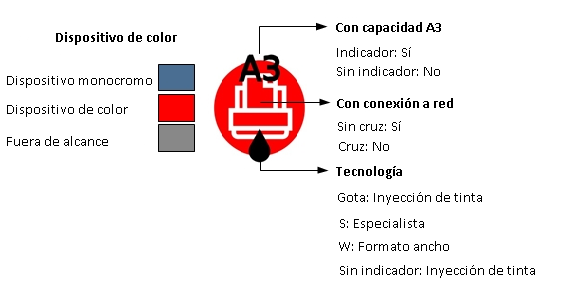 Dispositivo de color
Dispositivo monocromo
Dispositivo de color
Fuera de alcance
A3
Con capacidad A3
Indicador: Sí
Sin indicador: No
Con conexión a red
Sin cruz: Sí
Cruz: No
Tecnología
Gota: Inyección de tinta
S: Especialista
W: Formato ancho
Sin indicador: Inyección de tinta